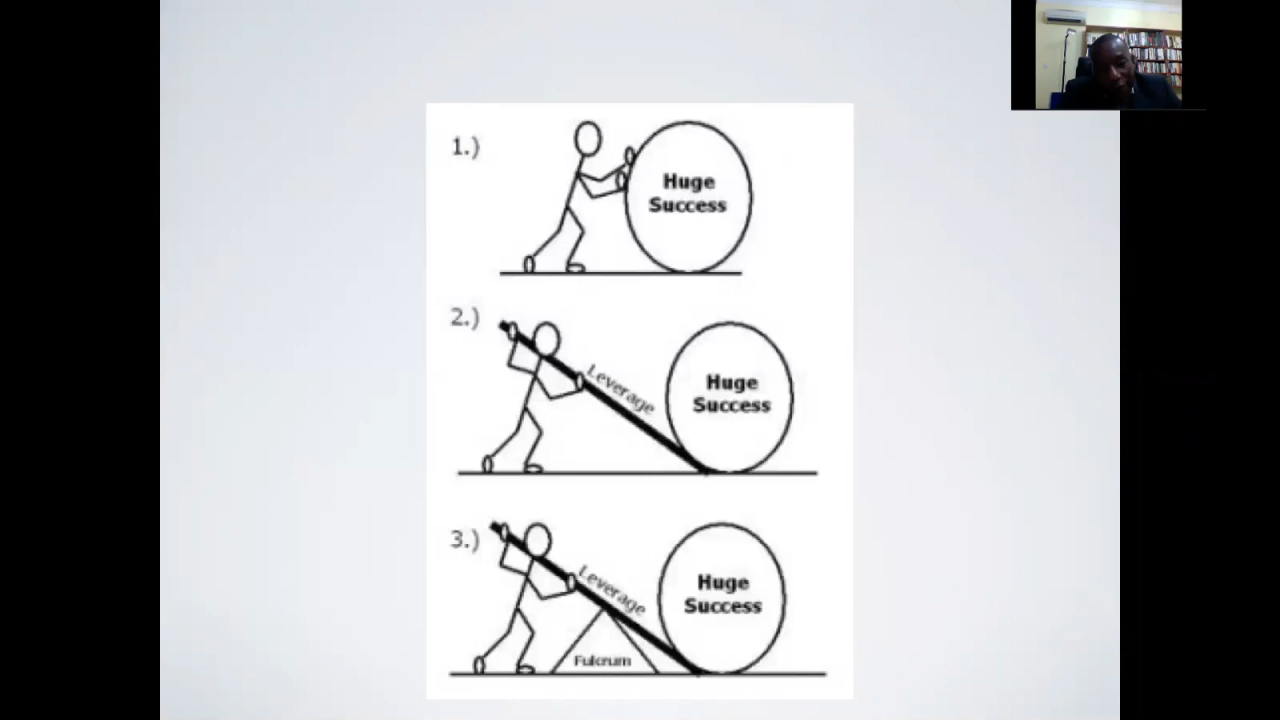 1.)
Huge
Success
2.)
Leverage
Huge
Success
3.)
Leverage
Huge
Success
Fulcrum